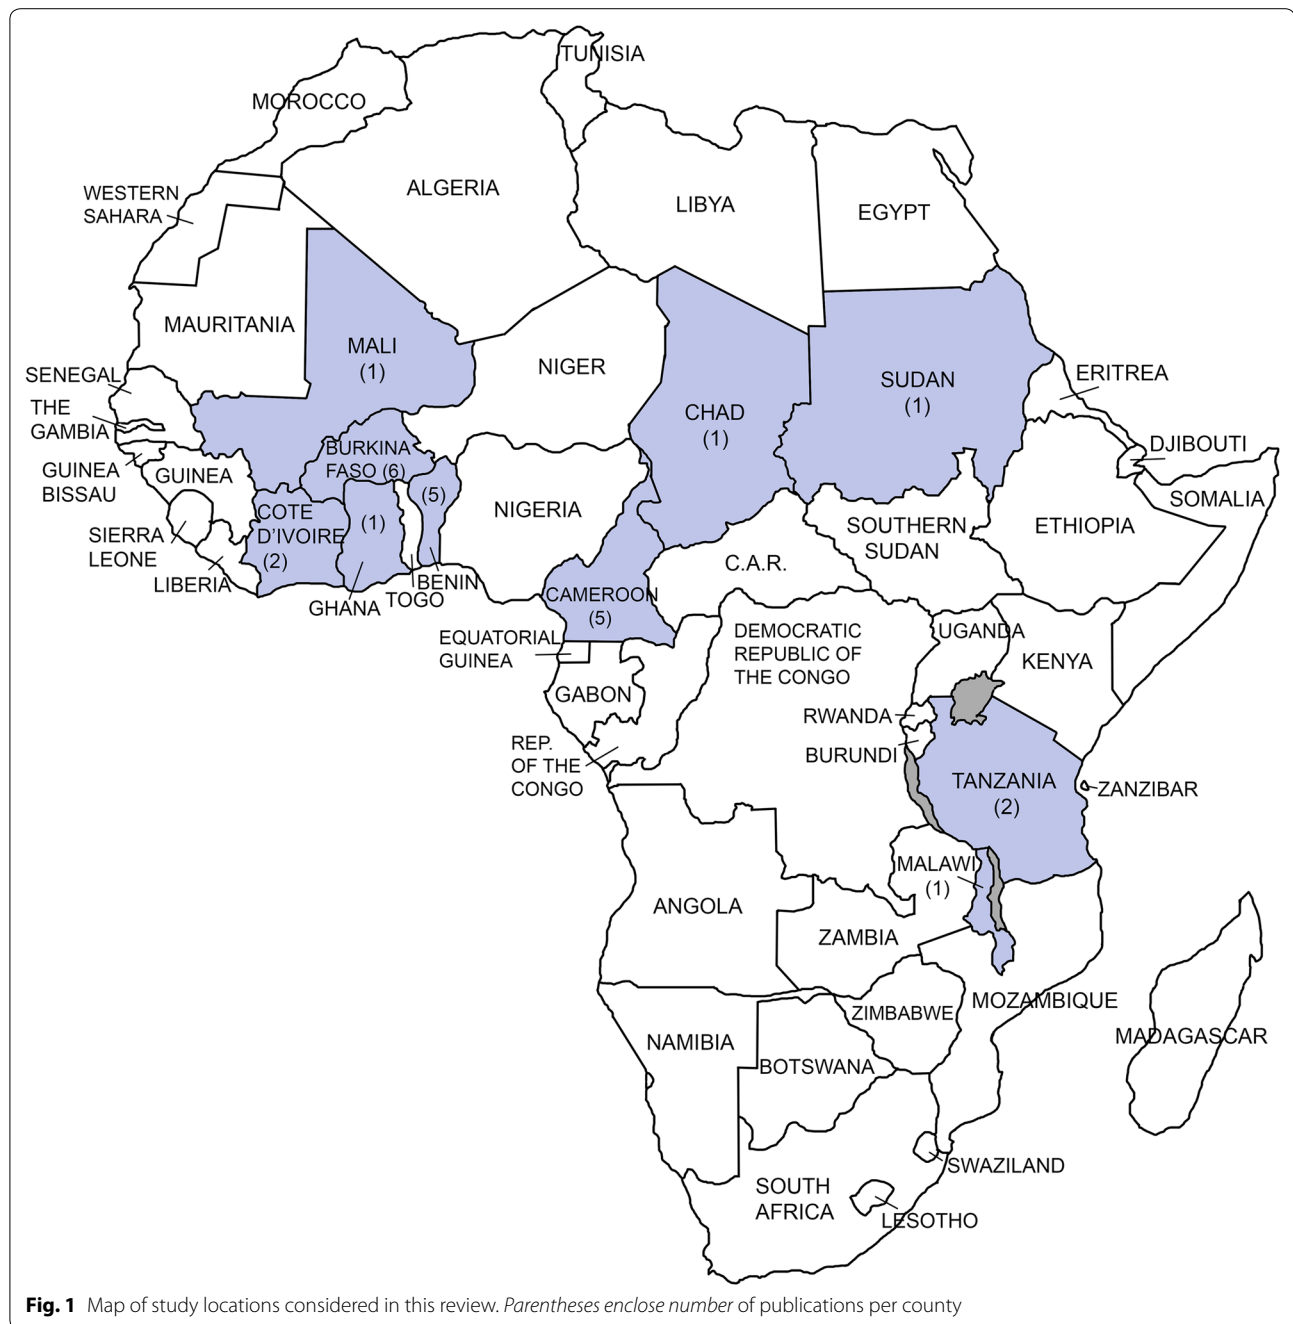 TUNISIA
MOROCCO
ALGERIA
LIBYA
EGYPT
WESTERN
SAHARA
MAURITANIA
MALI
(1)
NIGER
CHAD
(1)
SUDAN
(1)
ERITREA
SENEGAL
THE
GAMBIA
GUINEA
BISSAU
GUINEA
SIERRA
LEONE
LIBERIA
BURKINA
FASO (6)
COTE
D'IVOIRE
(2)
(1)
GHANA
TOGO
(5)
BENIN
NIGERIA
CAMEROON
(5)
C.A.R.
SOUTHERN
SUDAN
ETHIOPIA
DJIBOUTI
SOMALIA
EQUATORIAL
GUINEA
GABON
REP.
OF THE
CONGO
DEMOCRATIC
REPUBLIC OF
THE CONGO
UGANDA
KENYA
RWANDA
BURUNDI
TANZANIA
(2)
ZANZIBAR
MALAWI
(1)
ANGOLA
ZAMBIA
MOZAMBIQUE
ZIMBABWE
NAMIBIA
BOTSWANA
MADAGASCAR
SWAZILAND
SOUTH
AFRICA
LESOTHO
Fig. 1 Map of study locations considered in this review. Parentheses enclose number of publications per county